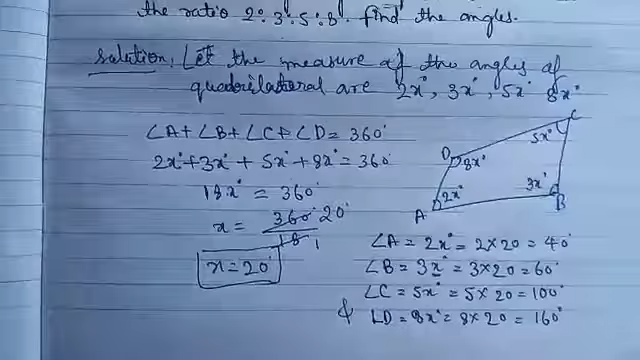 the ratio 2:3:5:8. find the angles.
Solution: Let the measure of the angles of
quadrilateral are 2x°, 3x°, 5x° 8x°
∠A+∠B+∠C+∠D=360°
2x°+3x°+5x°+8x°=360°
18x°=360°
x=360° 20°
18 1
x=20°
C
5x°
D
8x°
3x°
2x°
A
B
∠A=2x°=2×20=40°
∠B=3x°=3×20=60°
∠C=5x°=5×20=100°
& ∠D=8x°=8×20=160°